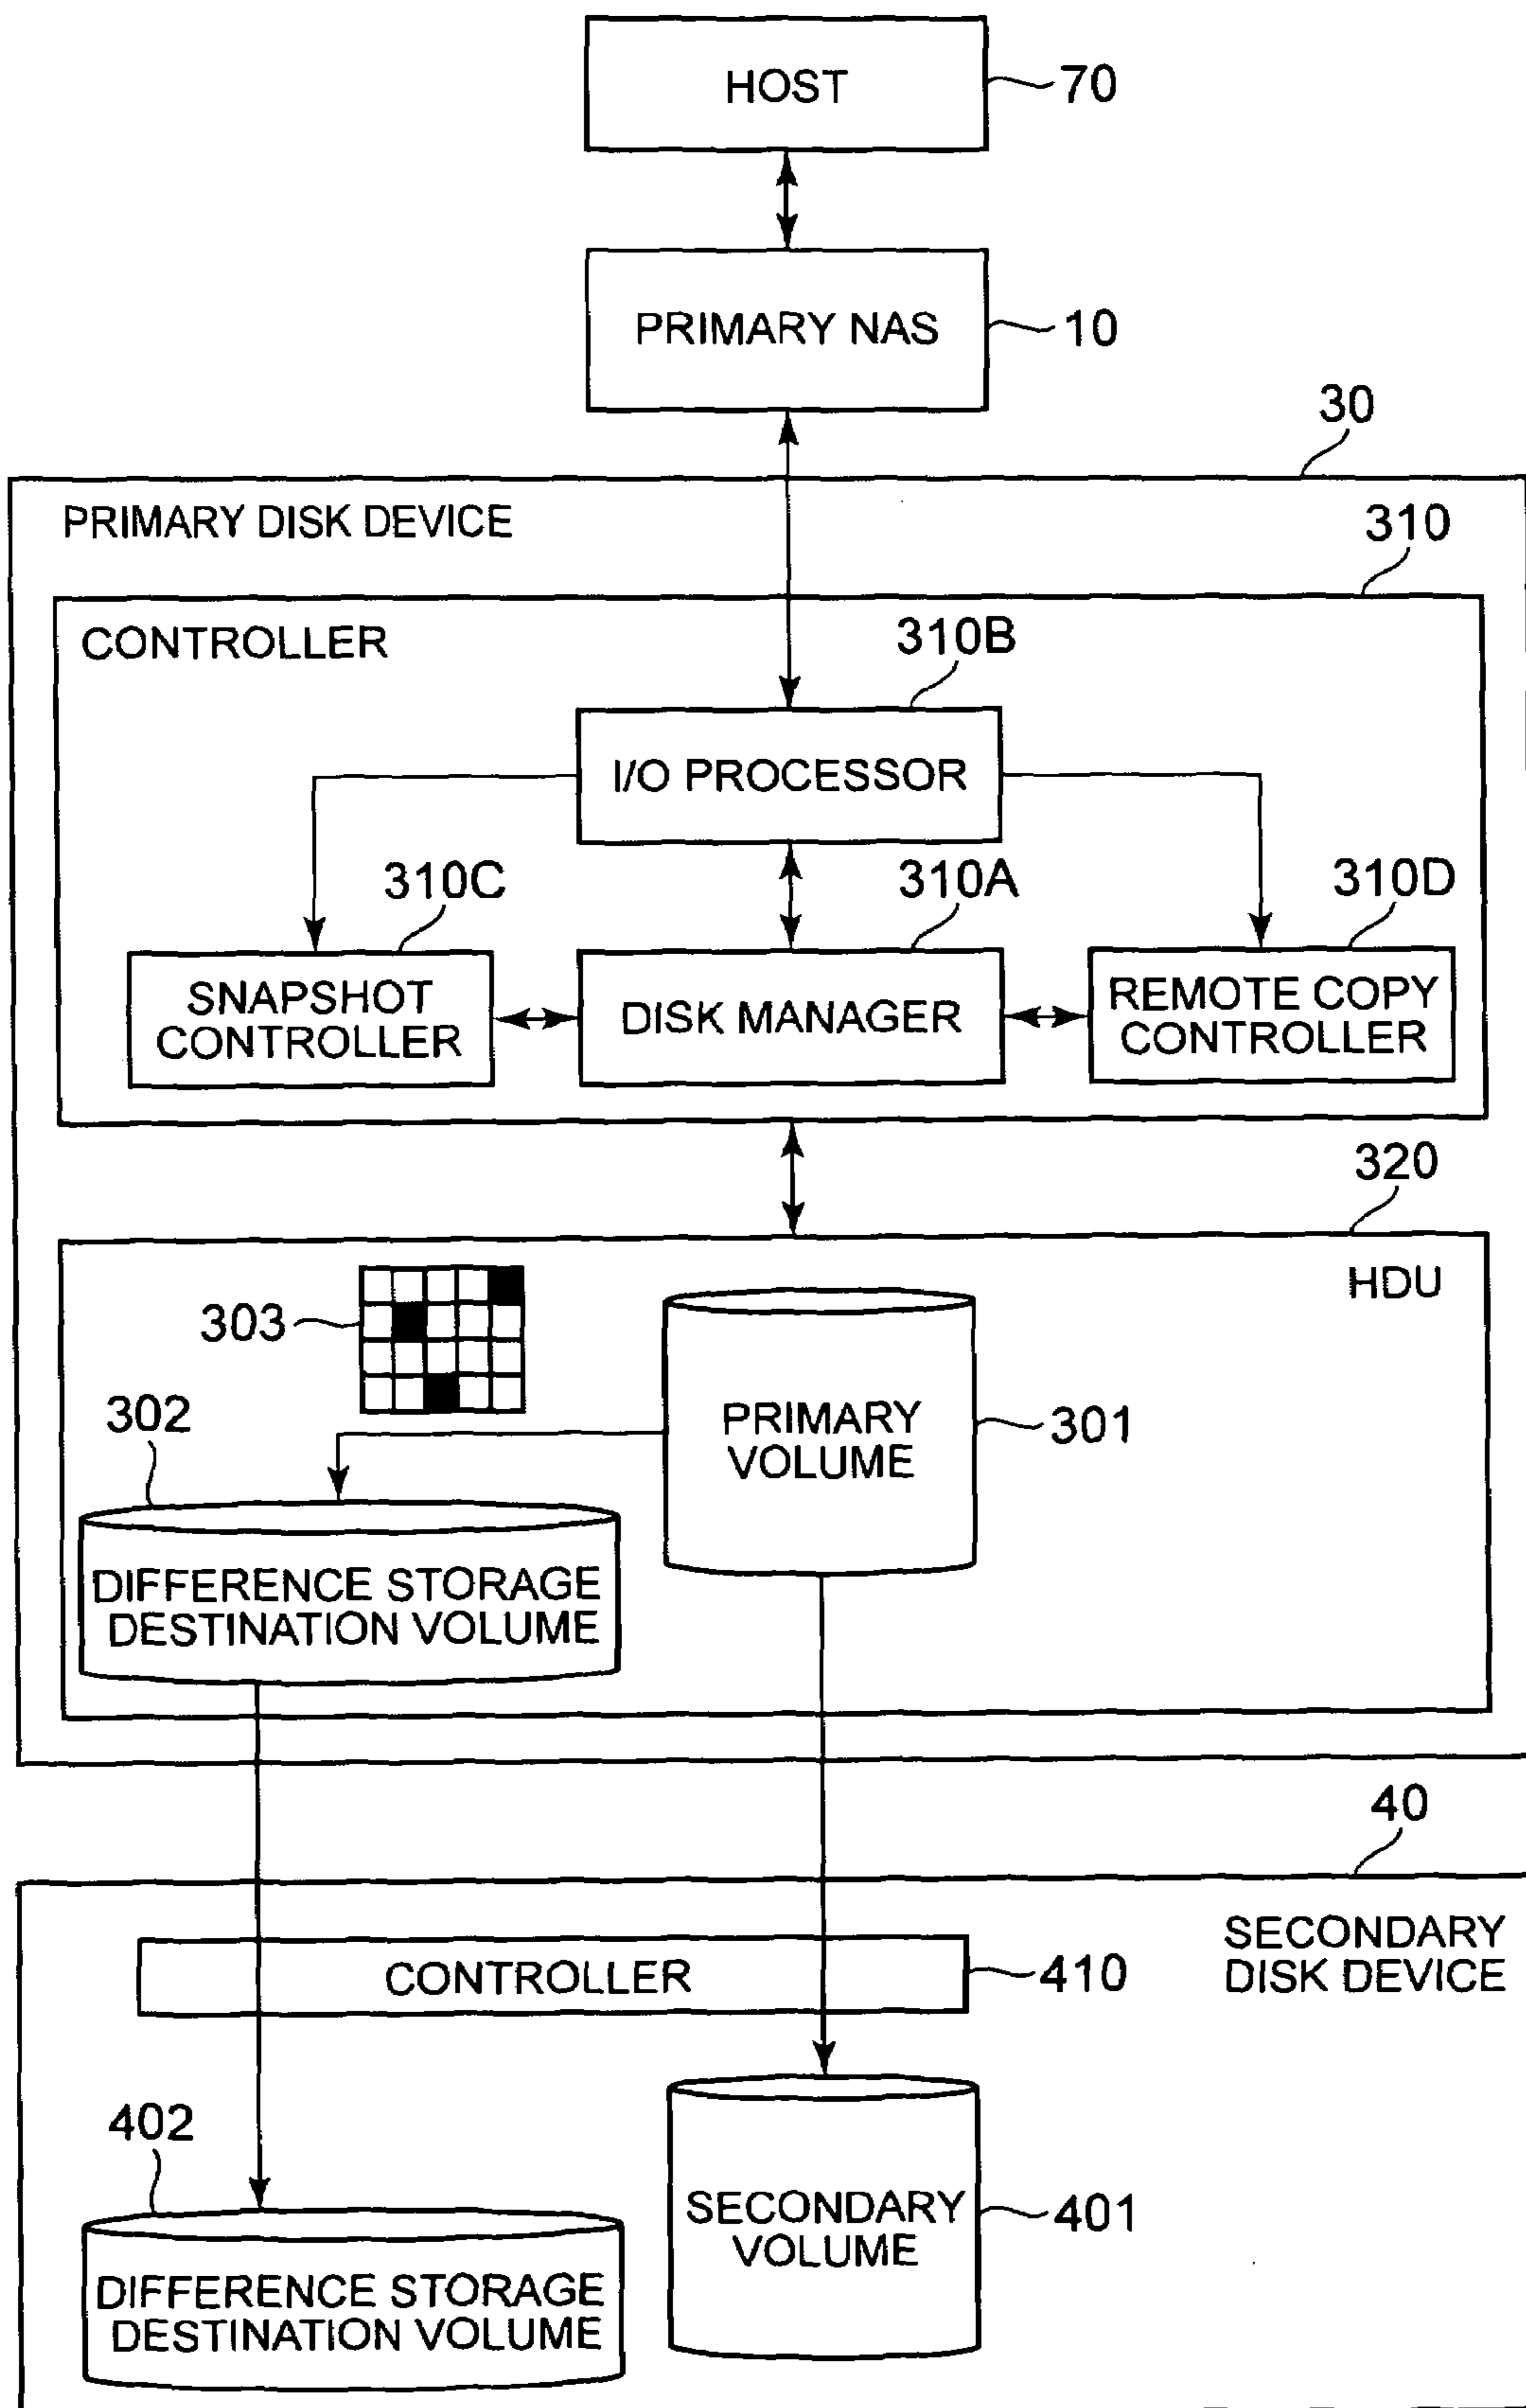 HOST
70
PRIMARY NAS
10
30
PRIMARY DISK DEVICE
310
CONTROLLER
310B
I/O PROCESSOR
310C
310A
310D
SNAPSHOT
CONTROLLER
DISK MANAGER
REMOTE COPY
CONTROLLER
320
HDU
303
302
PRIMARY
VOLUME
301
DIFFERENCE STORAGE
DESTINATION VOLUME
40
SECONDARY
DISK DEVICE
CONTROLLER
410
402
SECONDARY
VOLUME
401
DIFFERENCE STORAGE
DESTINATION VOLUME